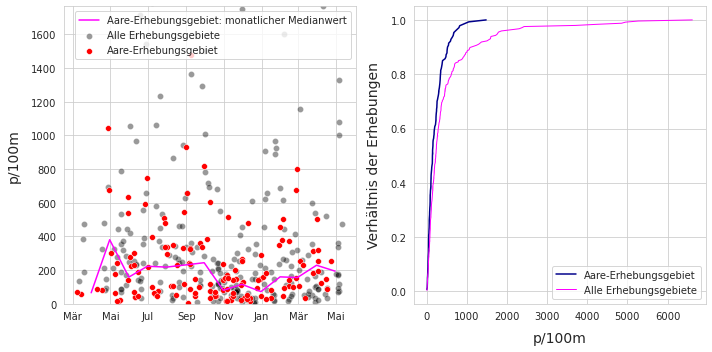 Aare-Erhebungsgebiet: monatlicher Medianwert
Alle Erhebungsgebiete
Aare-Erhebungsgebiet
p/100m
1600
1400
1200
1000
800
600
400
200
0
Mär Mai Jul Sep Nov Jan Mär Mai
Verhältnis der Erhebungen
1.0
0.8
0.6
0.4
0.2
0.0
Aare-Erhebungsgebiet
Alle Erhebungsgebiete
0 1000 2000 3000 4000 5000 6000
p/100m